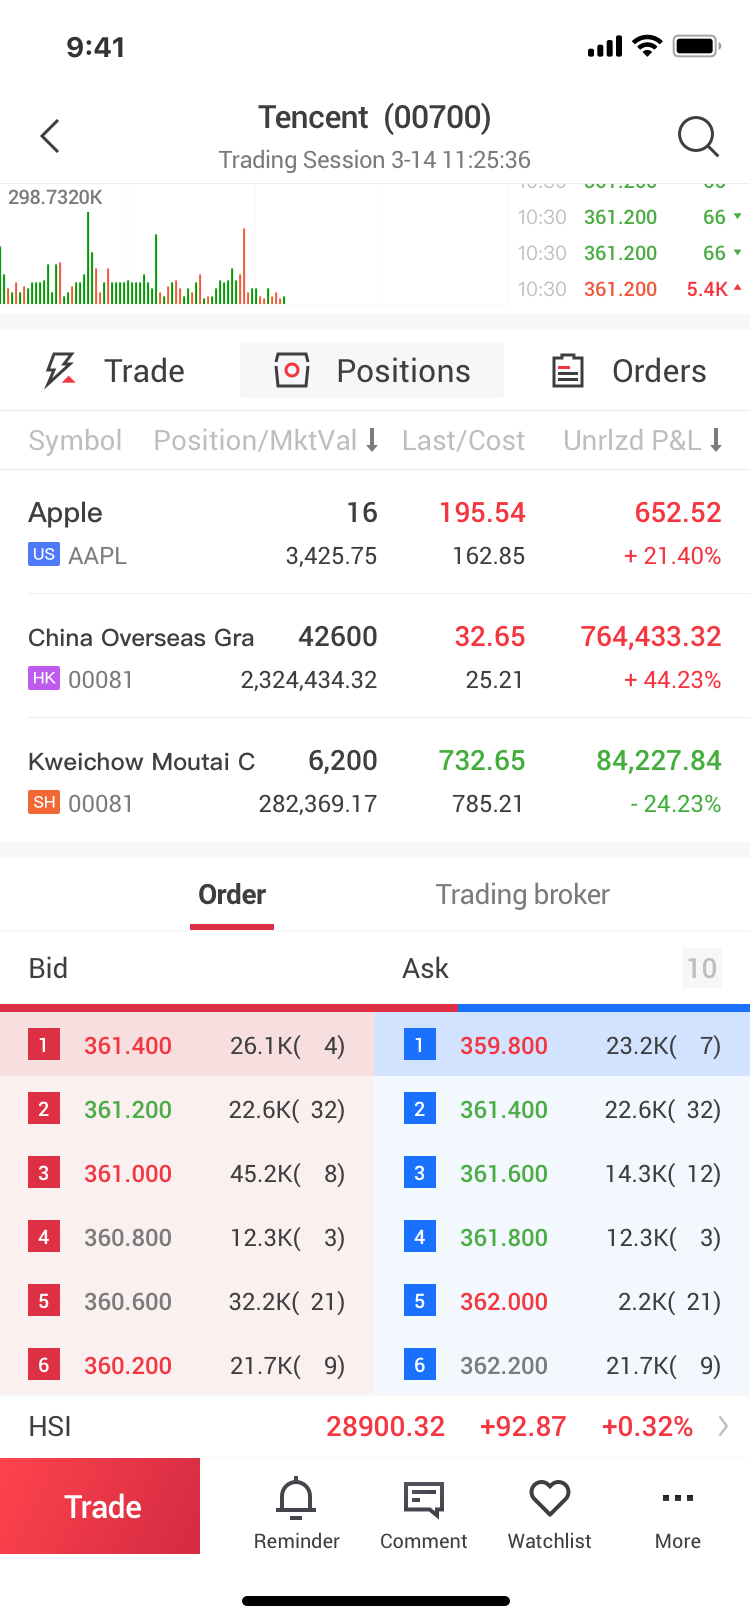 9:41
Tencent (00700)
Trading Session 3-14 11:25:36
298.7320K
10:30 361.200 66
10:30 361.200 66
10:30 361.200 66
10:30 361.200 5.4K
Trade Positions Orders
Symbol Position/MktVal Last/Cost Unrlzd P&L
Apple 16 195.54 652.52
US AAPL 3,425.75 162.85 + 21.40%
China Overseas Gra 42600 32.65 764,433.32
HK 00081 2,324,434.32 25.21 + 44.23%
Kweichow Moutai C 6,200 732.65 84,227.84
SH 00081 282,369.17 785.21 - 24.23%
Order Trading broker
Bid Ask 10
1 361.400 26.1K( 4) 1 359.800 23.2K( 7)
2 361.200 22.6K( 32) 2 361.400 22.6K( 32)
3 361.000 45.2K( 8) 3 361.600 14.3K( 12)
4 360.800 12.3K( 3) 4 361.800 12.3K( 3)
5 360.600 32.2K( 21) 5 362.000 2.2K( 21)
6 360.200 21.7K( 9) 6 362.200 21.7K( 9)
HSI 28900.32 +92.87 +0.32%
Trade Reminder Comment Watchlist More